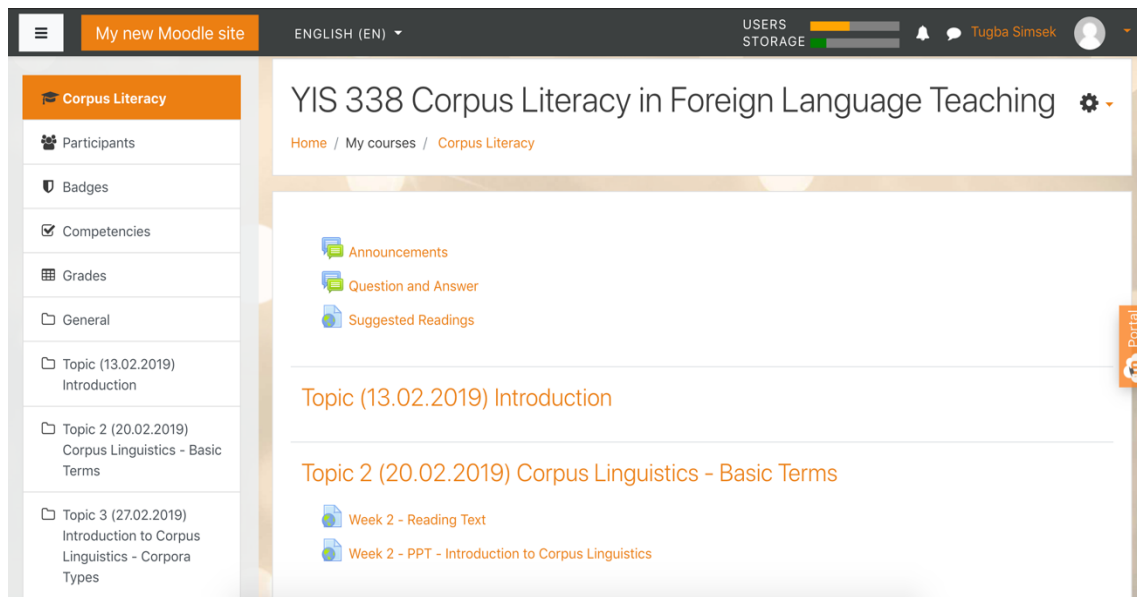 My new Moodle site
ENGLISH (EN)
USERS
STORAGE
Tugba Simsek
Corpus Literacy
Participants
Badges
Competencies
Grades
General
Topic (13.02.2019)
Introduction
Topic 2 (20.02.2019)
Corpus Linguistics - Basic
Terms
Topic 3 (27.02.2019)
Introduction to Corpus
Linguistics - Corpora
Types
YIS 338 Corpus Literacy in Foreign Language Teaching
Home / My courses / Corpus Literacy
Announcements
Question and Answer
Suggested Readings
Topic (13.02.2019) Introduction
Topic 2 (20.02.2019) Corpus Linguistics - Basic Terms
Week 2 - Reading Text
Week 2 - PPT - Introduction to Corpus Linguistics
Portal